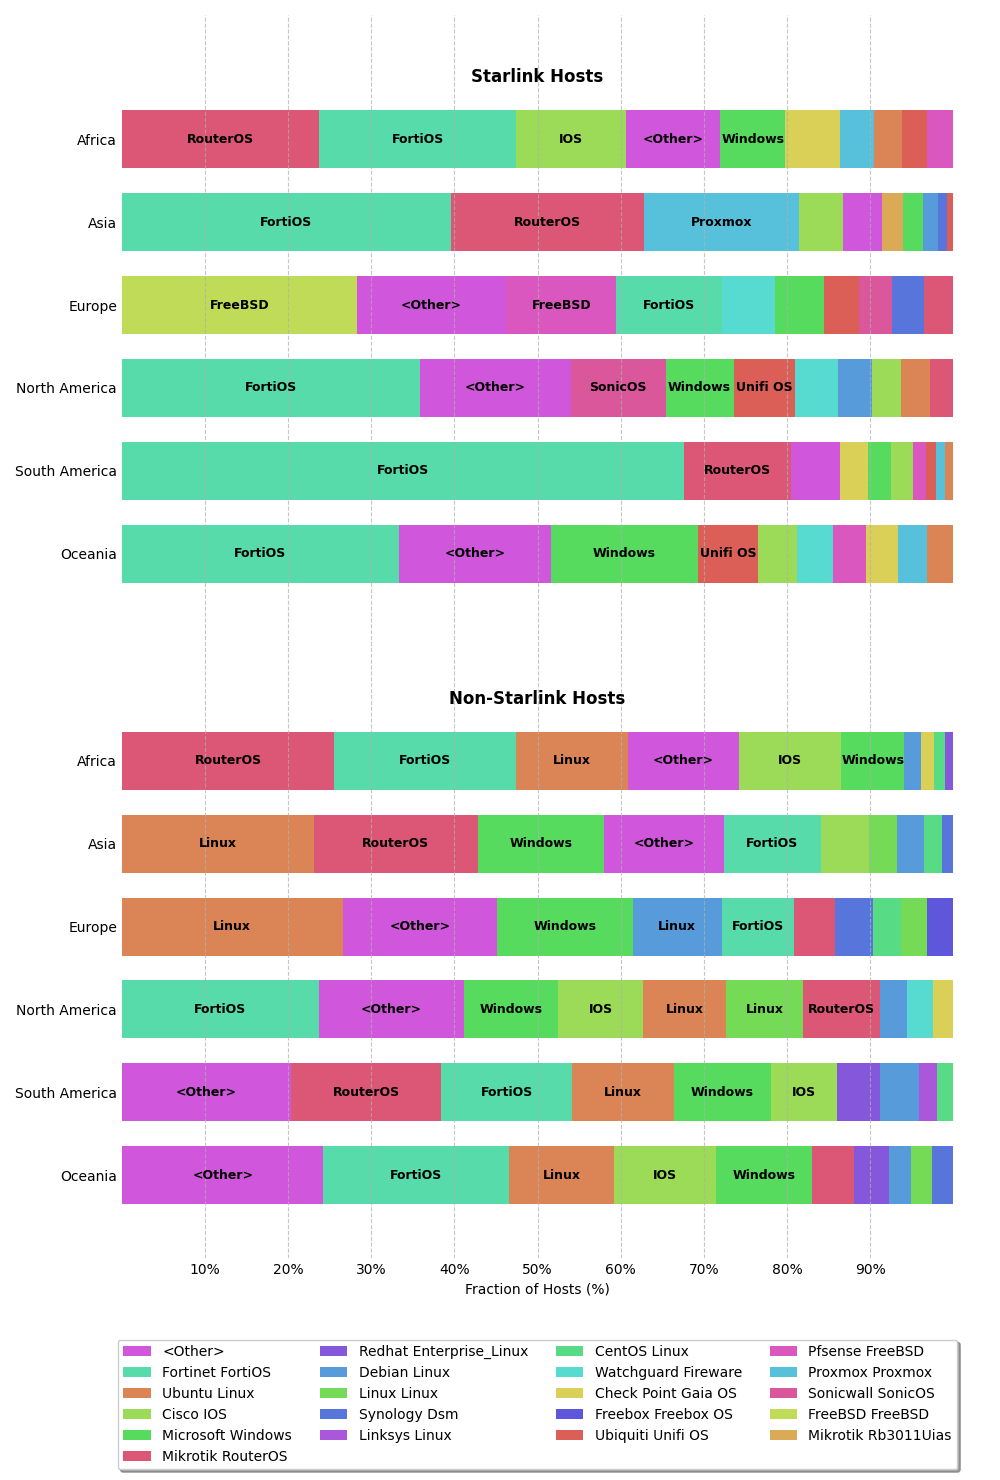 Starlink Hosts
Africa RouterOS FortiOS IOS <Other> Windows
Asia FortiOS RouterOS Proxmox
Europe FreeBSD <Other> FreeBSD FortiOS
North America FortiOS <Other> SonicOS Windows Unifi OS
South America FortiOS RouterOS
Oceania FortiOS <Other> Windows Unifi OS
Non-Starlink Hosts
Africa RouterOS FortiOS Linux <Other> IOS Windows
Asia Linux RouterOS Windows <Other> FortiOS
Europe Linux <Other> Windows Linux FortiOS
North America FortiOS <Other> Windows IOS Linux Linux RouterOS
South America <Other> RouterOS FortiOS Linux Windows IOS
Oceania <Other> FortiOS Linux IOS Windows
10% 20% 30% 40% 50% 60% 70% 80% 90%
Fraction of Hosts (%)
<Other> Redhat Enterprise_Linux CentOS Linux Pfsense FreeBSD
Fortinet FortiOS Debian Linux Watchguard Fireware Proxmox Proxmox
Ubuntu Linux Linux Linux Check Point Gaia OS Sonicwall SonicOS
Cisco IOS Synology Dsm Freebox Freebox OS FreeBSD FreeBSD
Microsoft Windows Linksys Linux Ubiquiti Unifi OS Mikrotik Rb3011Uias
Mikrotik RouterOS